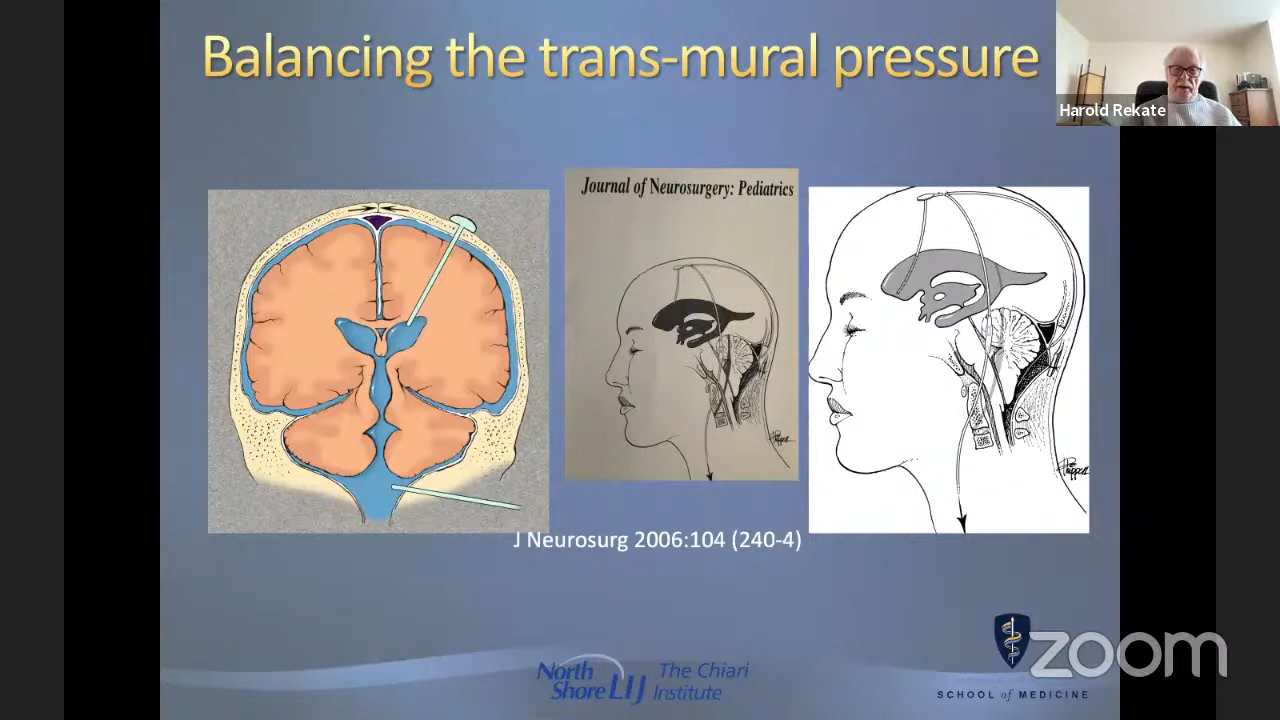 Balancing the trans-mural pressure
Harold Rekate
Journal of Neurosurgery: Pediatrics
J Neurosurg 2006:104 (240-4)
North
Shore LIJ
The Chiari
Institute
SCHOOL of MEDICINE
zoom